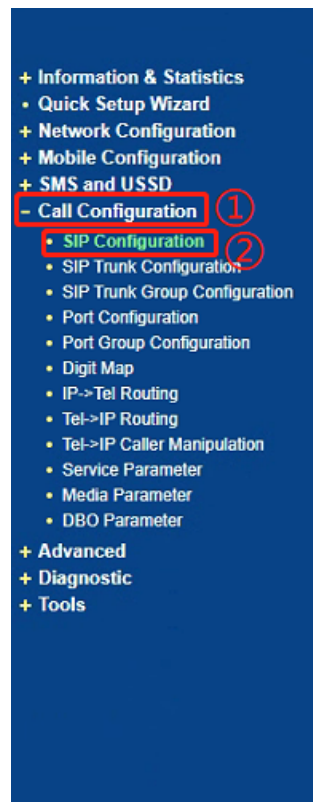 + Information & Statistics
• Quick Setup Wizard
+ Network Configuration
+ Mobile Configuration
+ SMS and USSD
− Call Configuration ①
• SIP Configuration ②
• SIP Trunk Configuration
• SIP Trunk Group Configuration
• Port Configuration
• Port Group Configuration
• Digit Map
• IP->Tel Routing
• Tel->IP Routing
• Tel->IP Caller Manipulation
• Service Parameter
• Media Parameter
• DBO Parameter
+ Advanced
+ Diagnostic
+ Tools